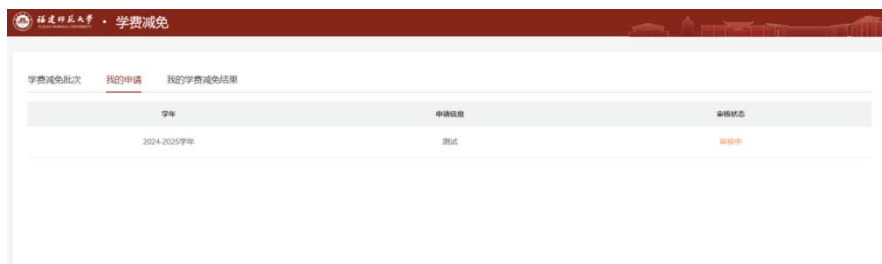 福建师范大学 · 学费减免
学费减免批次 我的申请 我的学费减免结果
学年 申请信息 审核状态
2024-2025学年 测试 审核中